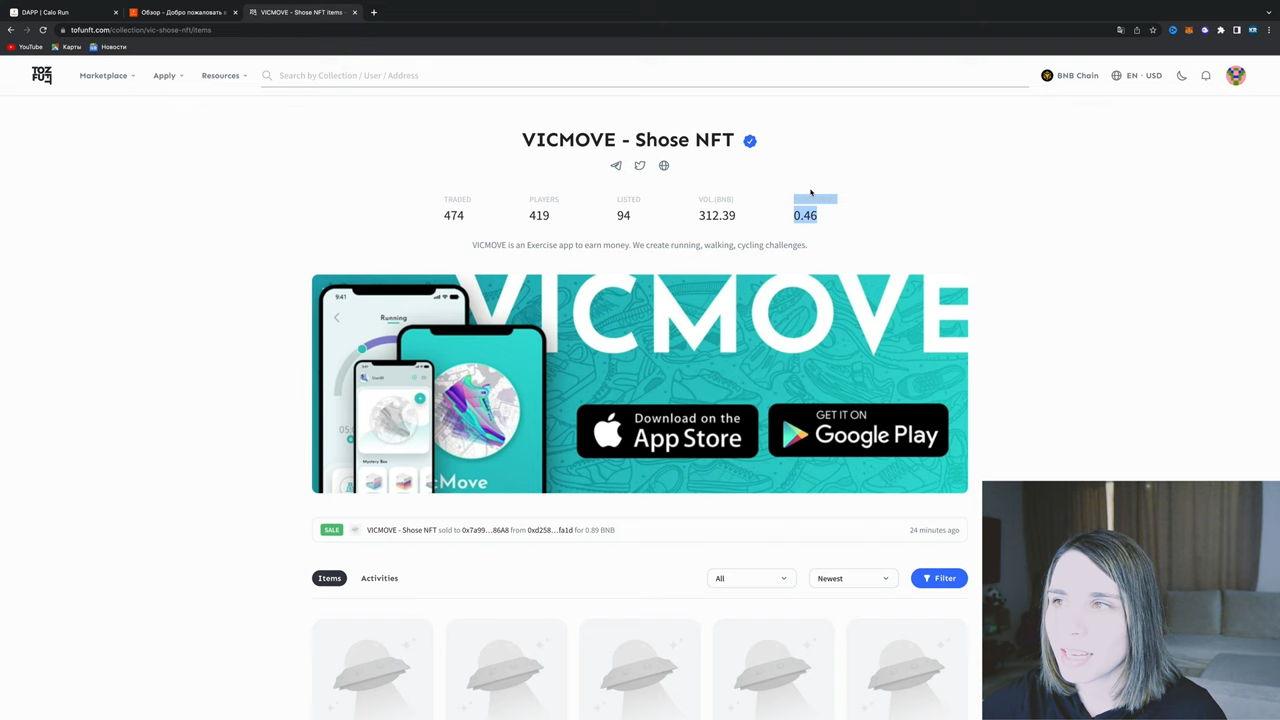 DAPP | Calo Run
Обзор - Добро пожаловать в
VICMOVE - Shose NFT items -
tofunft.com/collection/vic-shose-nft/items
YouTube
Карты
Новости
Marketplace
Apply
Resources
Search by Collection / User / Address
BNB Chain
EN · USD
VICMOVE - Shose NFT
TRADED
PLAYERS
LISTED
VOL.(BNB)
474
419
94
312.39
0.46
VICMOVE is an Exercise app to earn money. We create running, walking, cycling challenges.
VICMOVE
9:41
Running
Mystery Box
cMove
Download on the
App Store
GET IT ON
Google Play
SALE
VICMOVE - Shose NFT sold to 0x7a99...86A8 from 0xd258...fa1d for 0.89 BNB
24 minutes ago
Items
Activities
All
Newest
Filter